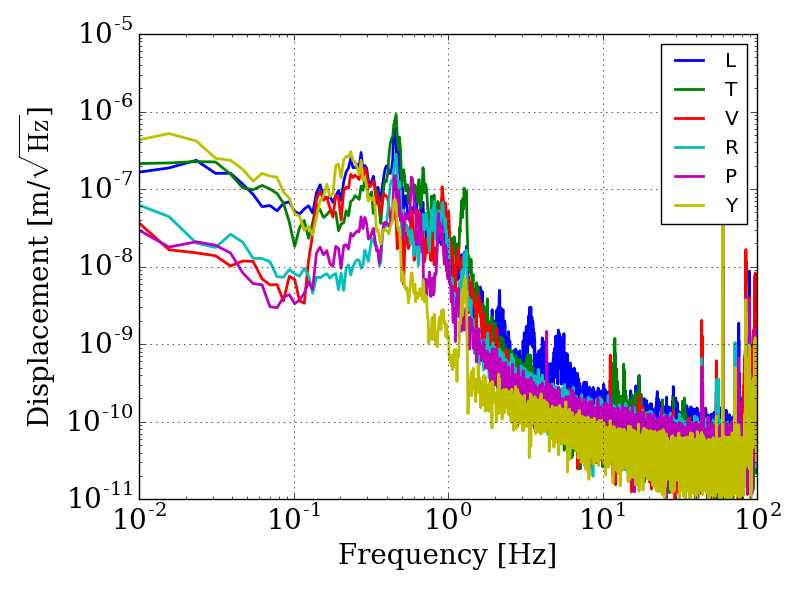 10^-5
10^-6
10^-7
10^-8
10^-9
10^-10
10^-11
Displacement [m/√Hz]
10^-2 10^-1 10^0 10^1 10^2
Frequency [Hz]
L
T
V
R
P
Y